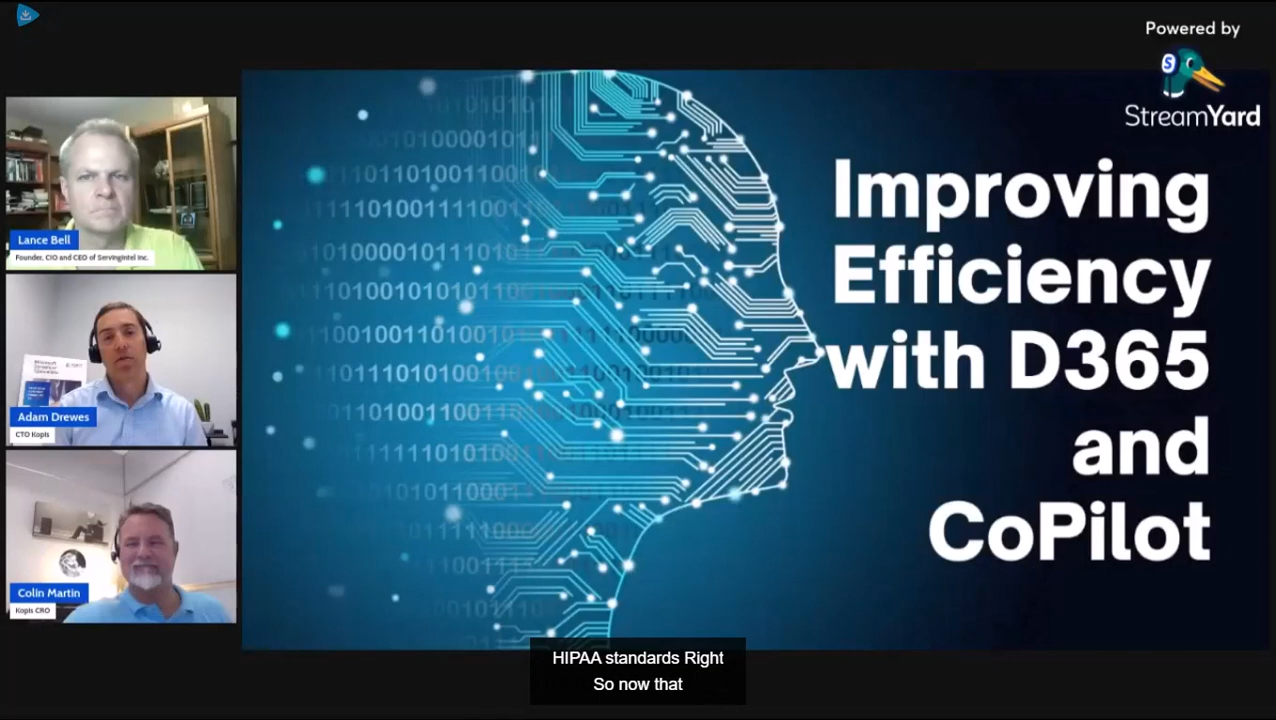 Powered by
StreamYard
Improving
Efficiency
with D365
and
CoPilot
Lance Bell
Founder, CIO and CEO of ServingIntel Inc.
Adam Drewes
CTO Kopis
Colin Martin
Kopis CRO
HIPAA standards Right
So now that